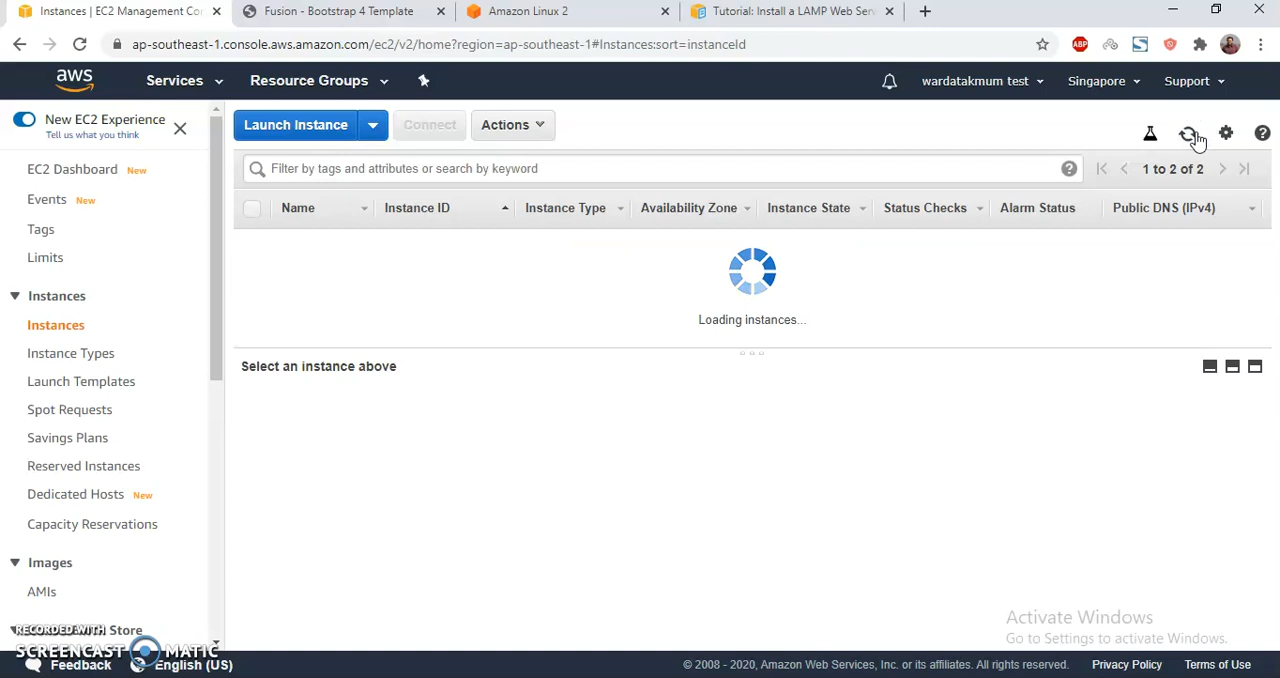 Instances | EC2 Management Co
Fusion - Bootstrap 4 Template
Amazon Linux 2
Tutorial: Install a LAMP Web Serv
ap-southeast-1.console.aws.amazon.com/ec2/v2/home?region=ap-southeast-1#Instances:sort=instanceId
ABP
aws
Services
Resource Groups
wardatakmum test
Singapore
Support
New EC2 Experience
Tell us what you think
Launch Instance
Connect
Actions
Filter by tags and attributes or search by keyword
1 to 2 of 2
Name
Instance ID
Instance Type
Availability Zone
Instance State
Status Checks
Alarm Status
Public DNS (IPv4)
Loading instances...
Select an instance above
EC2 Dashboard New
Events New
Tags
Limits
Instances
Instances
Instance Types
Launch Templates
Spot Requests
Savings Plans
Reserved Instances
Dedicated Hosts New
Capacity Reservations
Images
AMIs
Store
RECORDED WITH
SCREENCAST MATIC
Activate Windows
Go to Settings to activate Windows.
Feedback
English (US)
© 2008 - 2020, Amazon Web Services, Inc. or its affiliates. All rights reserved.
Privacy Policy
Terms of Use